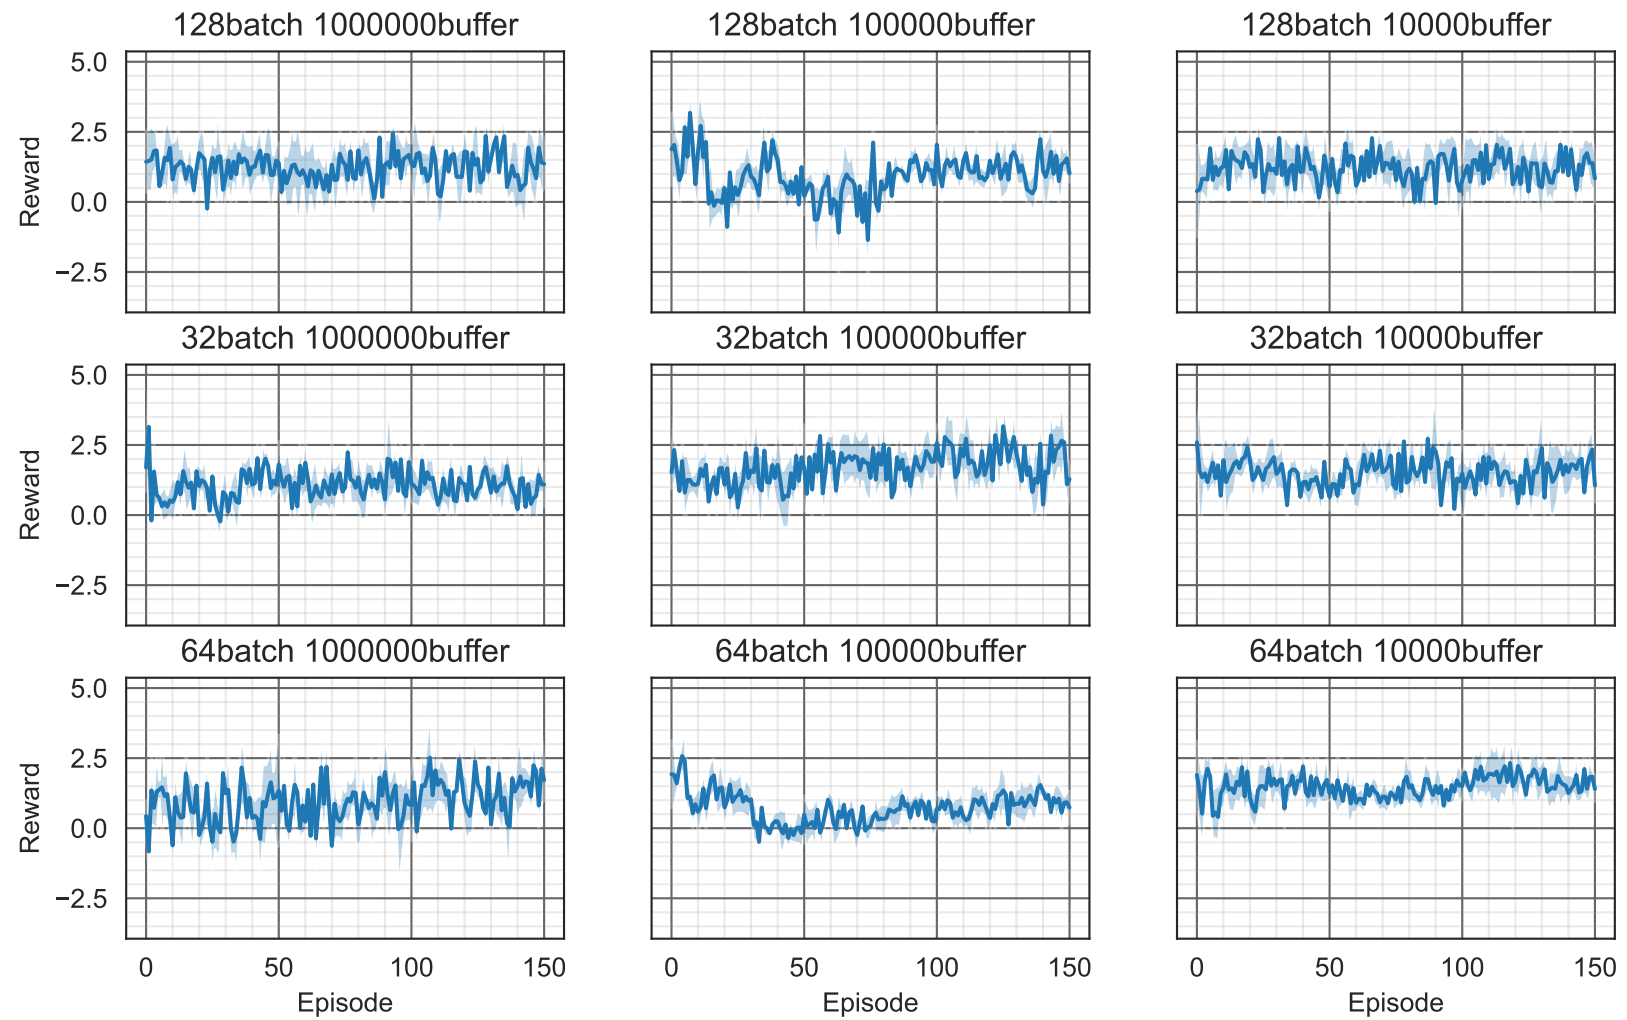 128batch 1000000buffer
128batch 100000buffer
128batch 10000buffer
5.0
2.5
0.0
−2.5
Reward
32batch 1000000buffer
32batch 100000buffer
32batch 10000buffer
5.0
2.5
0.0
−2.5
Reward
64batch 1000000buffer
64batch 100000buffer
64batch 10000buffer
5.0
2.5
0.0
−2.5
Reward
0 50 100 150
0 50 100 150
0 50 100 150
Episode
Episode
Episode